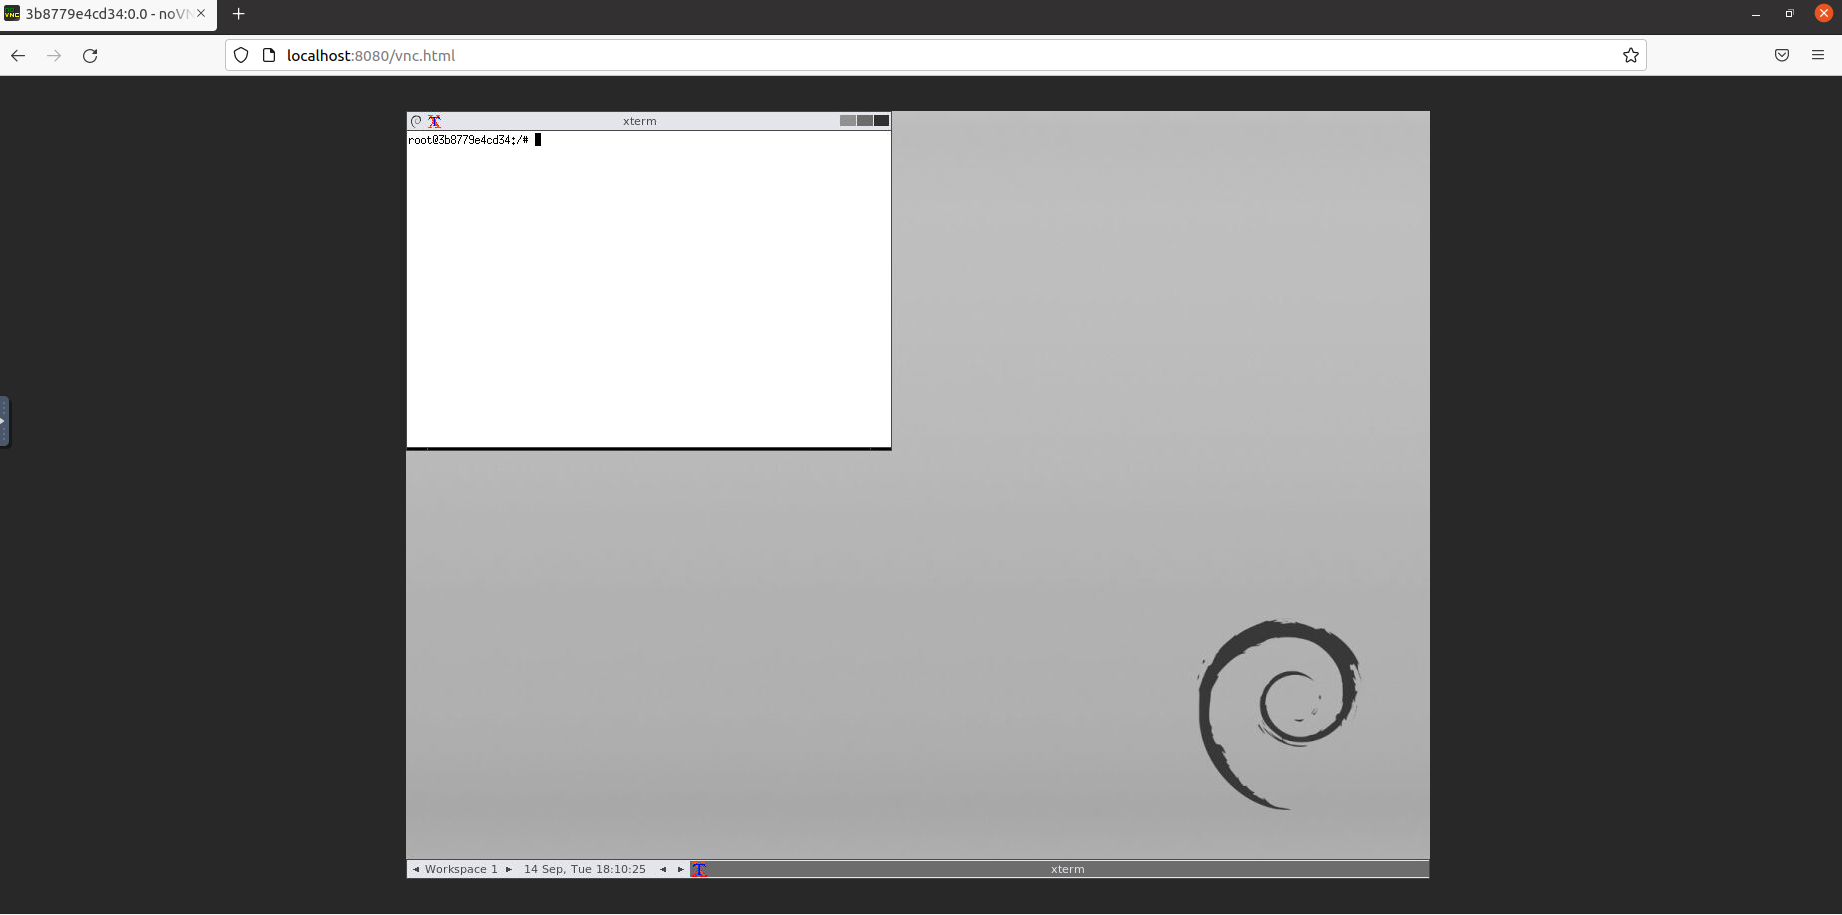 3b8779e4cd34:0.0 - noVN
localhost:8080/vnc.html
xterm
root@3b8779e4cd34:/#
Workspace 1 14 Sep, Tue 18:10:25 xterm